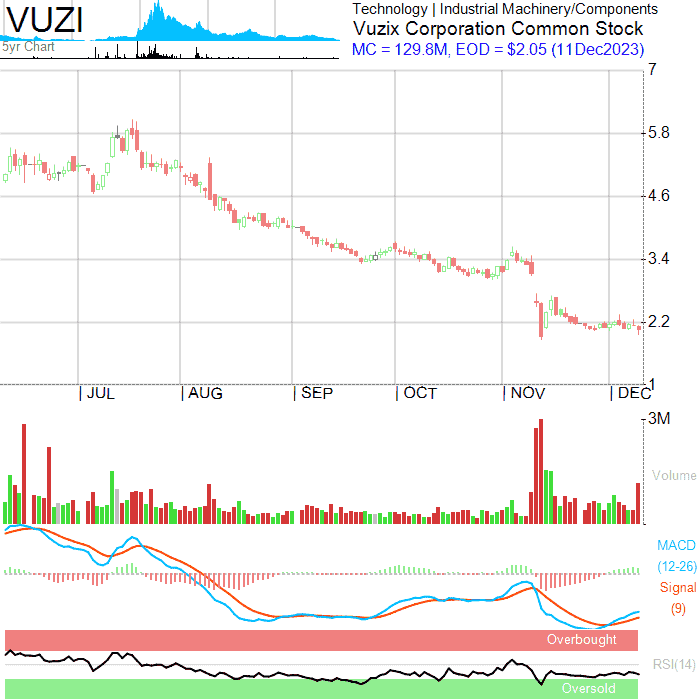 VUZI
5yr Chart
Technology | Industrial Machinery/Components
Vuzix Corporation Common Stock
MC = 129.8M, EOD = $2.05 (11Dec2023)
7
5.8
4.6
3.4
2.2
1
| JUL | AUG | SEP | OCT | NOV | DEC
3M
Volume
MACD
(12-26)
Signal
(9)
Overbought
RSI(14)
Oversold